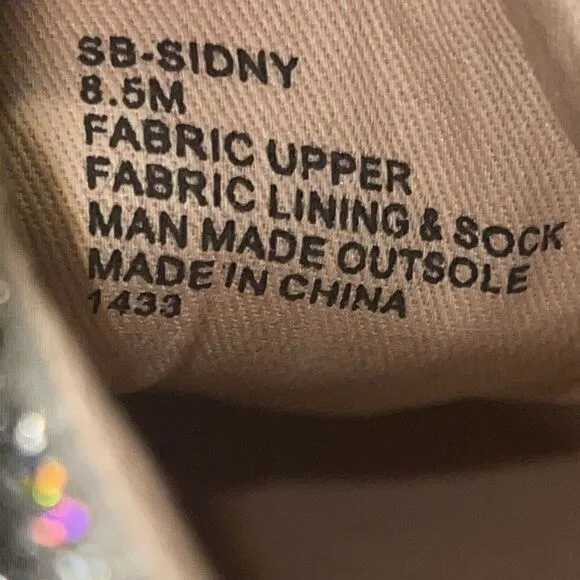 SB-SIDNY
8.5M
FABRIC UPPER
FABRIC LINING & SOCK
MAN MADE OUTSOLE
MADE IN CHINA
1433